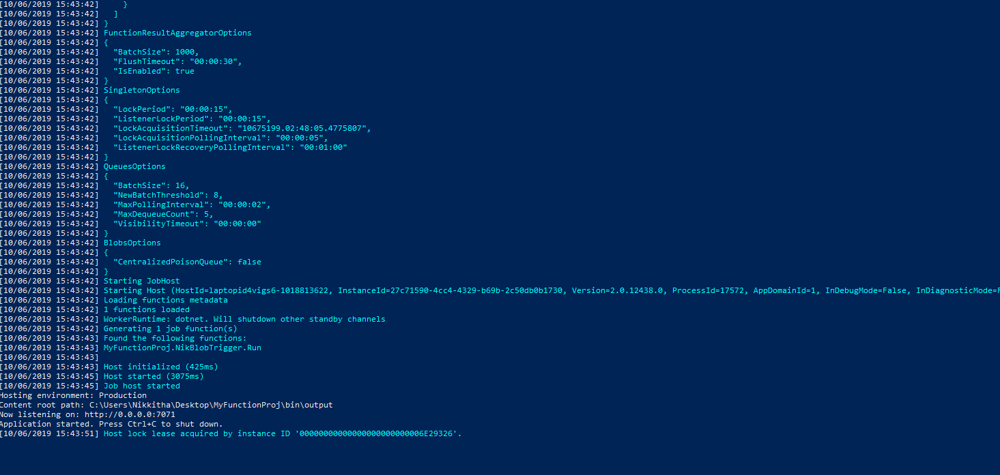 [10/06/2019 15:43:42]     }
[10/06/2019 15:43:42]   ]
[10/06/2019 15:43:42] }
[10/06/2019 15:43:42] FunctionResultAggregatorOptions
[10/06/2019 15:43:42] {
[10/06/2019 15:43:42]   "BatchSize": 1000,
[10/06/2019 15:43:42]   "FlushTimeout": "00:00:30",
[10/06/2019 15:43:42]   "IsEnabled": true
[10/06/2019 15:43:42] }
[10/06/2019 15:43:42] SingletonOptions
[10/06/2019 15:43:42] {
[10/06/2019 15:43:42]   "LockPeriod": "00:00:15",
[10/06/2019 15:43:42]   "ListenerLockPeriod": "00:00:15",
[10/06/2019 15:43:42]   "LockAcquisitionTimeout": "10675199.02:48:05.4775807",
[10/06/2019 15:43:42]   "LockAcquisitionPollingInterval": "00:00:05",
[10/06/2019 15:43:42]   "ListenerLockRecoveryPollingInterval": "00:01:00"
[10/06/2019 15:43:42] }
[10/06/2019 15:43:42] QueuesOptions
[10/06/2019 15:43:42] {
[10/06/2019 15:43:42]   "BatchSize": 16,
[10/06/2019 15:43:42]   "NewBatchThreshold": 8,
[10/06/2019 15:43:42]   "MaxPollingInterval": "00:00:02",
[10/06/2019 15:43:42]   "MaxDequeueCount": 5,
[10/06/2019 15:43:42]   "VisibilityTimeout": "00:00:00"
[10/06/2019 15:43:42] }
[10/06/2019 15:43:42] BlobsOptions
[10/06/2019 15:43:42] {
[10/06/2019 15:43:42]   "CentralizedPoisonQueue": false
[10/06/2019 15:43:42] }
[10/06/2019 15:43:42] Starting JobHost
[10/06/2019 15:43:42] Starting Host (HostId=laptopid4vigs6-1018813622, InstanceId=27c71590-4cc4-4329-b69b-2c50db0b1730, Version=2.0.12438.0, ProcessId=17572, AppDomainId=1, InDebugMode=False, InDiagnosticMode=F
[10/06/2019 15:43:42] Loading functions metadata
[10/06/2019 15:43:42] 1 functions loaded
[10/06/2019 15:43:42] WorkerRuntime: dotnet. Will shutdown other standby channels
[10/06/2019 15:43:42] Generating 1 job function(s)
[10/06/2019 15:43:43] Found the following functions:
[10/06/2019 15:43:43] MyFunctionProj.NikBlobTrigger.Run
[10/06/2019 15:43:43]
[10/06/2019 15:43:43] Host initialized (425ms)
[10/06/2019 15:43:45] Host started (3075ms)
[10/06/2019 15:43:45] Job host started
Hosting environment: Production
Content root path: C:\Users\Nikkitha\Desktop\MyFunctionProj\bin\output
Now listening on: http://0.0.0.0:7071
Application started. Press Ctrl+C to shut down.
[10/06/2019 15:43:51] Host lock lease acquired by instance ID '00000000000000000000000006E29326'.